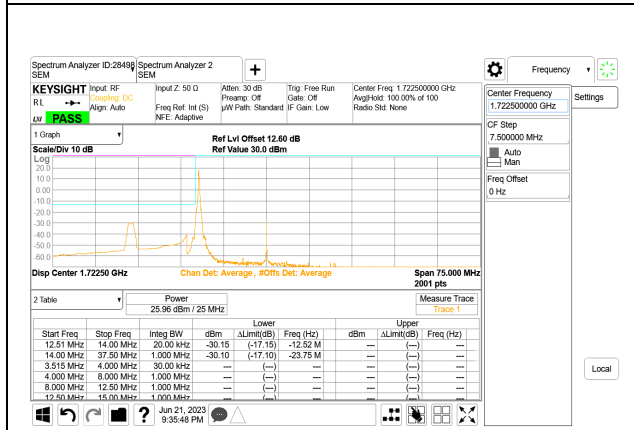 Spectrum Analyzer ID:28498 Spectrum Analyzer 2
SEM SEM
+
Frequency
KEYSIGHT Input: RF Input Z: 50 Ω Atten: 30 dB Trig: Free Run Center Freq: 1.722500000 GHz
R L Coupling: DC Preamp: Off Gate: Off Avg|Hold: 100.00% of 100
Align: Auto Freq Ref: Int (S) µW Path: Standard IF Gain: Low Radio Std: None
LXI PASS NFE: Adaptive
Center Frequency
1.722500000 GHz
Settings
CF Step
7.500000 MHz
Auto
Man
Freq Offset
0 Hz
1 Graph
Ref Lvl Offset 12.60 dB
Scale/Div 10 dB Ref Value 30.0 dBm
Log
20.0
10.0
0.00
-10.0
-20.0
-30.0
-40.0
-50.0
-60.0
Disp Center 1.72250 GHz Chan Det: Average , #Offs Det: Average Span 75.000 MHz
2001 pts
2 Table Power Measure Trace
25.96 dBm / 25 MHz Trace 1
Lower Upper
Start Freq Stop Freq Integ BW dBm ΔLimit(dB) Freq (Hz) dBm ΔLimit(dB) Freq (Hz)
12.51 MHz 14.00 MHz 20.00 kHz -30.15 (-17.15) -12.52 M --- (---) ---
14.00 MHz 37.50 MHz 1.000 MHz -30.10 (-17.10) -23.75 M --- (---) ---
3.515 MHz 4.000 MHz 30.00 kHz --- (---) --- --- (---) ---
4.000 MHz 8.000 MHz 1.000 MHz --- (---) --- --- (---) ---
8.000 MHz 12.50 MHz 1.000 MHz --- (---) --- --- (---) ---
12.50 MHz 15.00 MHz 1.000 MHz --- (---) --- --- (---) ---
Local
? Jun 21, 2023
9:35:48 PM